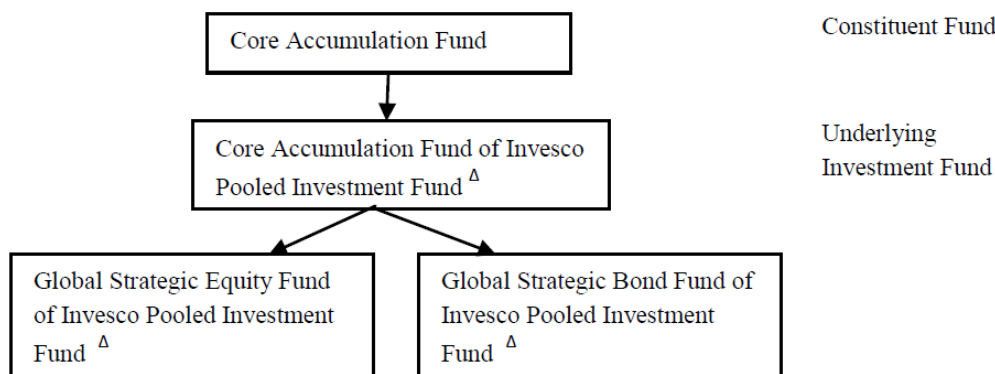 Core Accumulation Fund
Constituent Fund
Core Accumulation Fund of Invesco
Pooled Investment Fund Δ
Underlying
Investment Fund
Global Strategic Equity Fund
of Invesco Pooled Investment
Fund Δ
Global Strategic Bond Fund of
Invesco Pooled Investment
Fund Δ